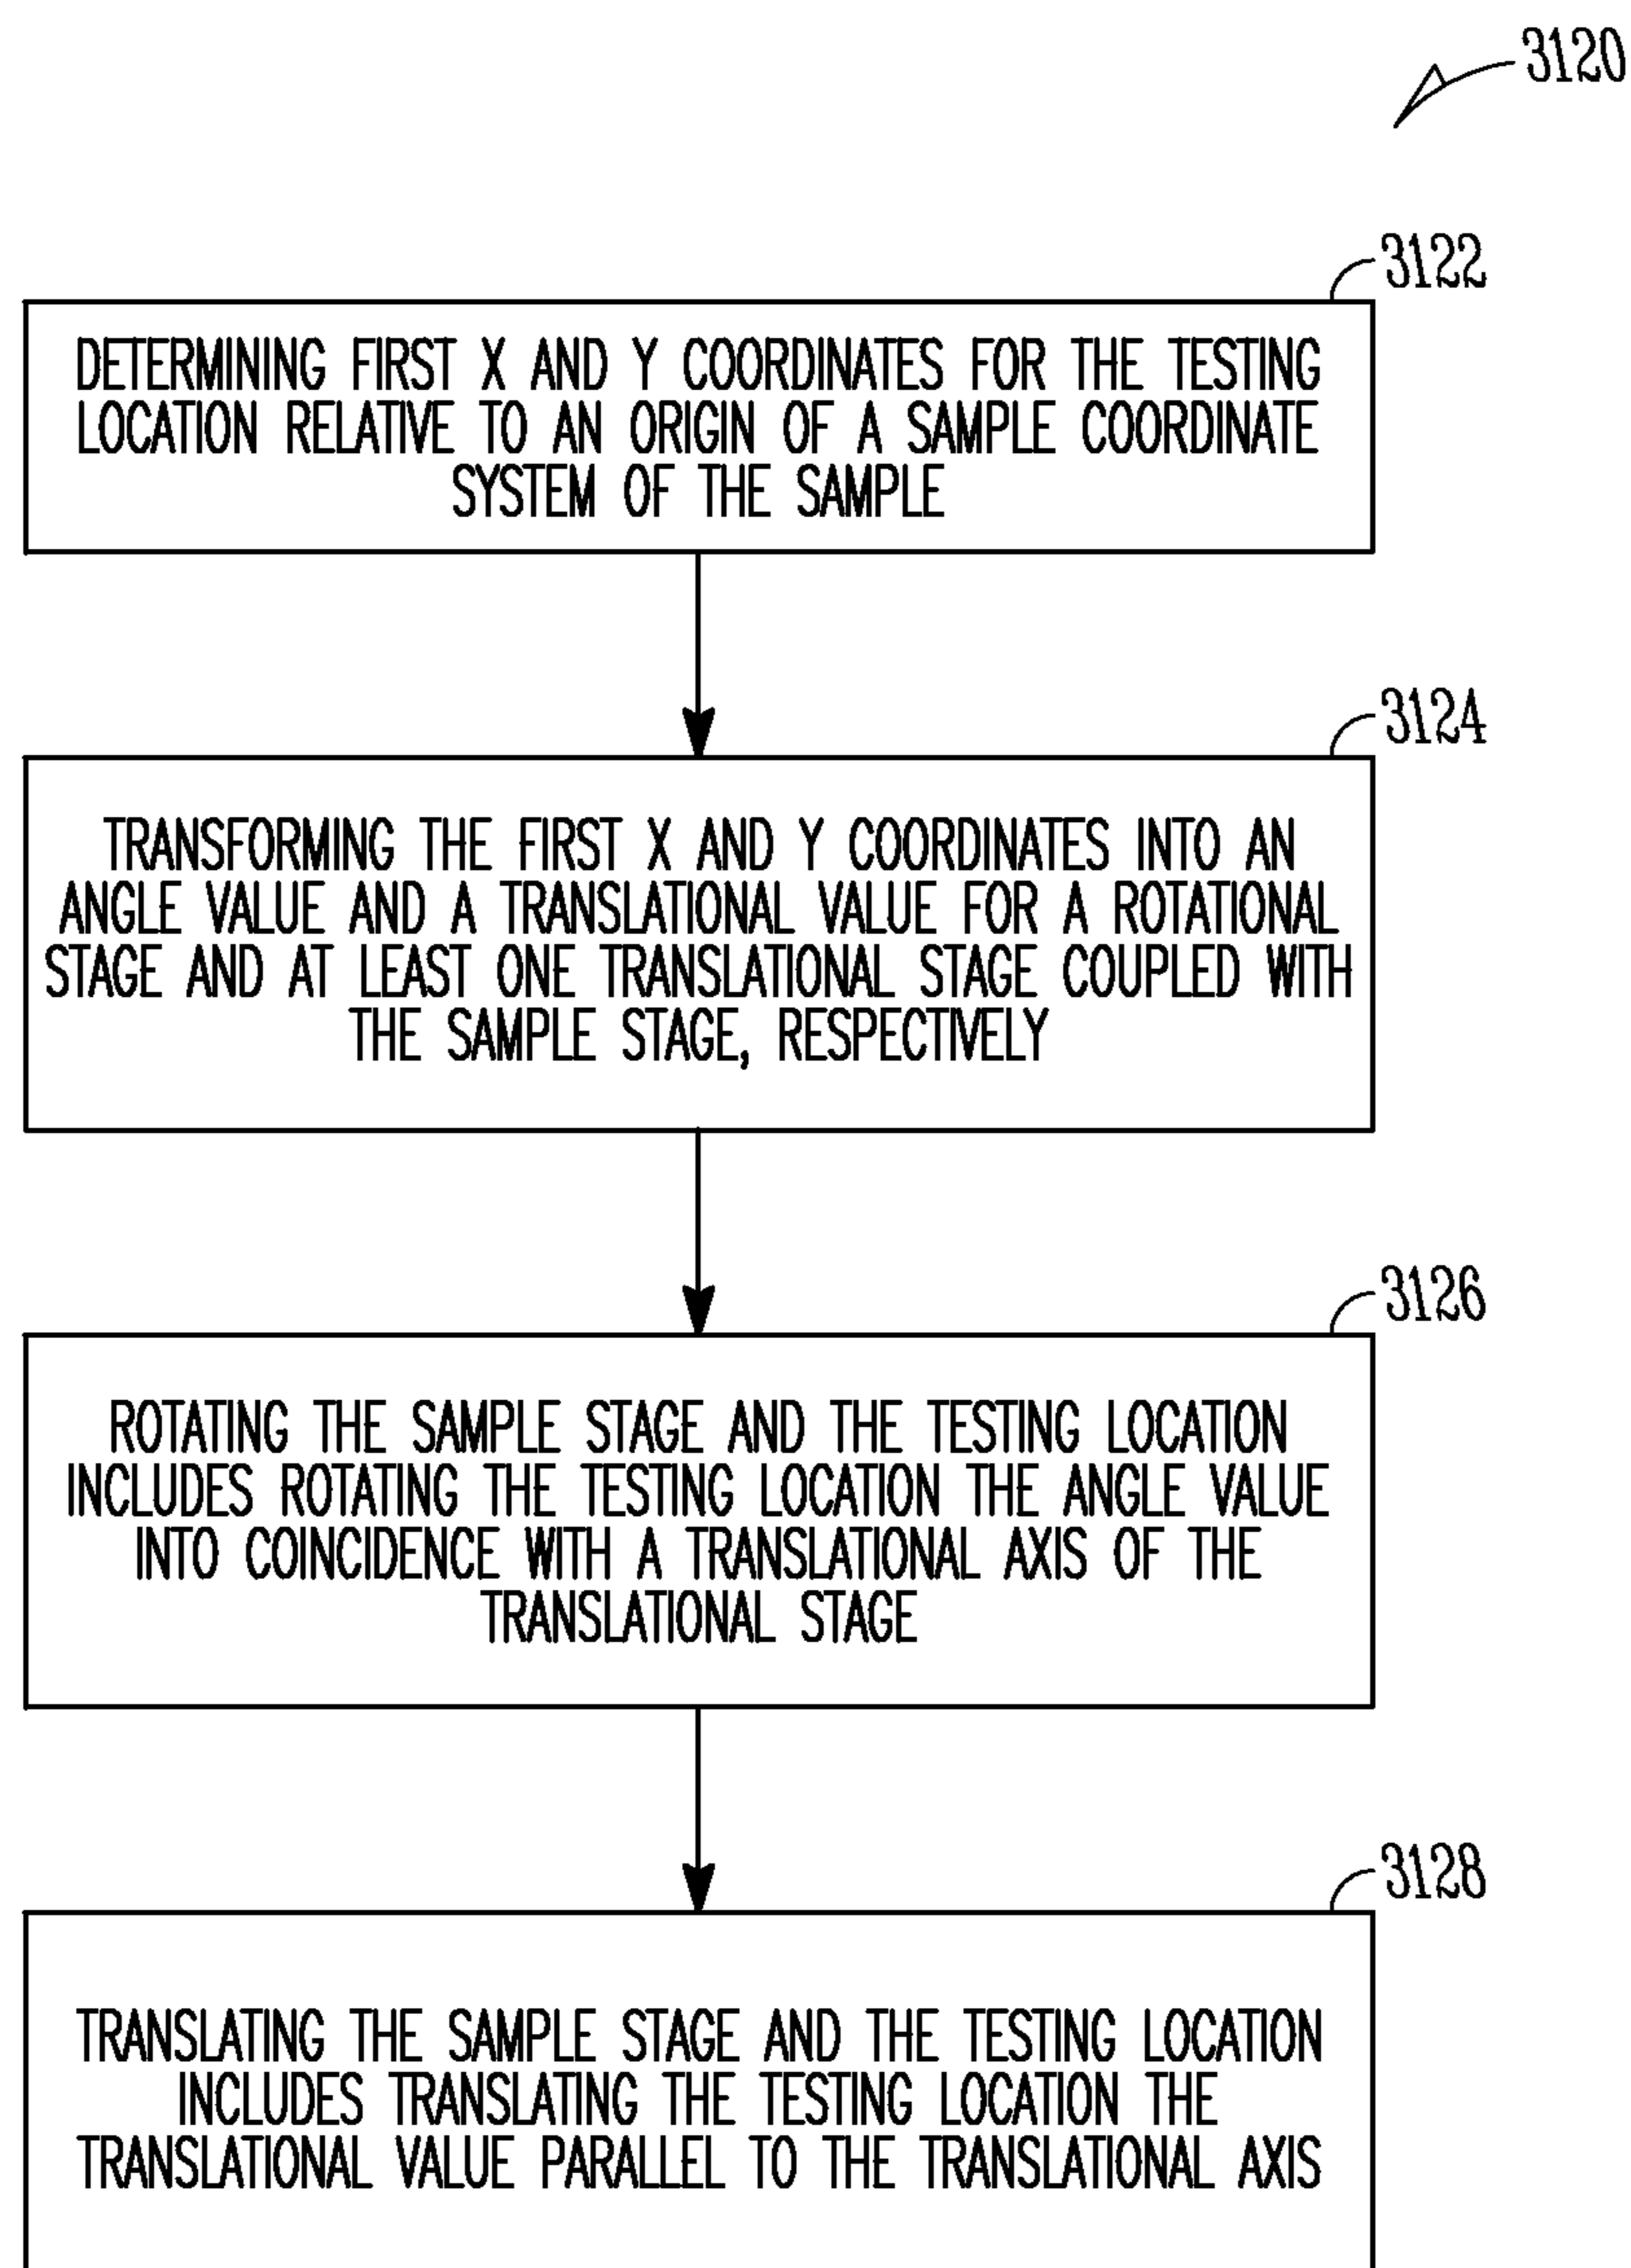 3120
3122
DETERMINING FIRST X AND Y COORDINATES FOR THE TESTING
LOCATION RELATIVE TO AN ORIGIN OF A SAMPLE COORDINATE
SYSTEM OF THE SAMPLE
3124
TRANSFORMING THE FIRST X AND Y COORDINATES INTO AN
ANGLE VALUE AND A TRANSLATIONAL VALUE FOR A ROTATIONAL
STAGE AND AT LEAST ONE TRANSLATIONAL STAGE COUPLED WITH
THE SAMPLE STAGE, RESPECTIVELY
3126
ROTATING THE SAMPLE STAGE AND THE TESTING LOCATION
INCLUDES ROTATING THE TESTING LOCATION THE ANGLE VALUE
INTO COINCIDENCE WITH A TRANSLATIONAL AXIS OF THE
TRANSLATIONAL STAGE
3128
TRANSLATING THE SAMPLE STAGE AND THE TESTING LOCATION
INCLUDES TRANSLATING THE TESTING LOCATION THE
TRANSLATIONAL VALUE PARALLEL TO THE TRANSLATIONAL AXIS